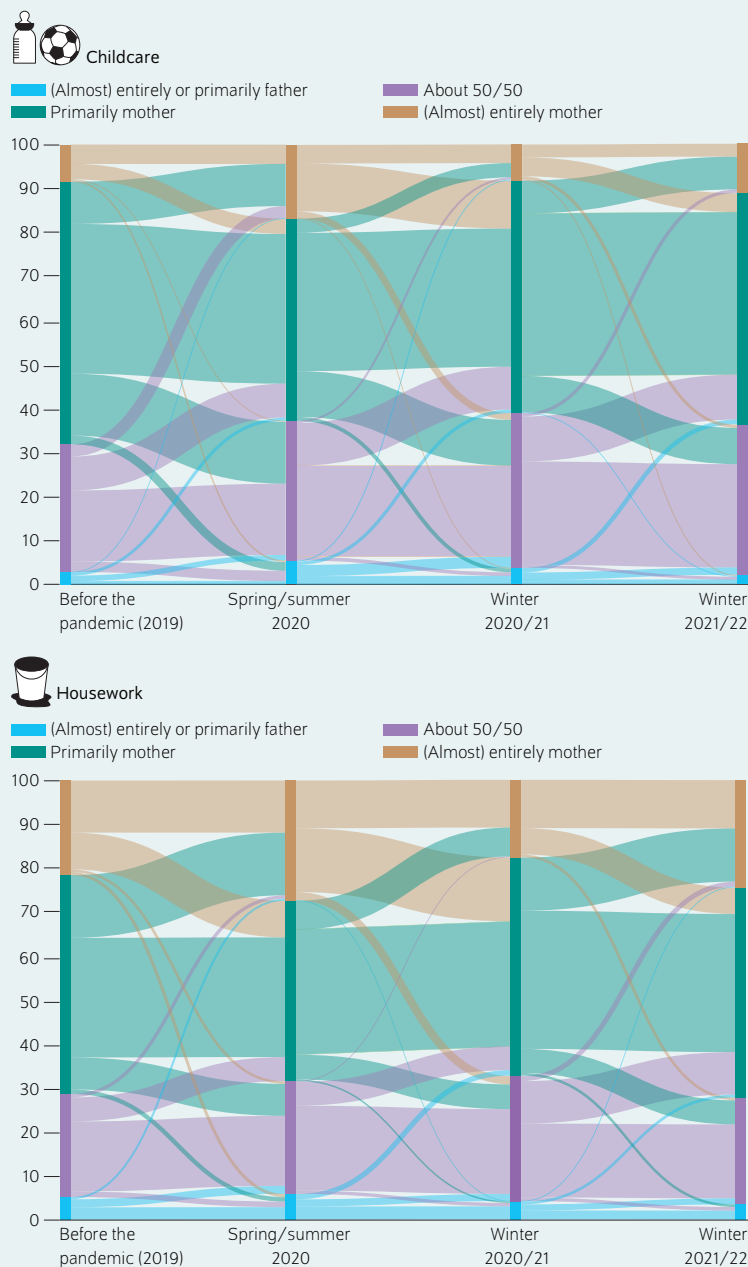 Childcare
(Almost) entirely or primarily father
About 50/50
Primarily mother
(Almost) entirely mother
100
90
80
70
60
50
40
30
20
10
0
Before the
pandemic (2019)
Spring/summer
2020
Winter
2020/21
Winter
2021/22
Housework
(Almost) entirely or primarily father
About 50/50
Primarily mother
(Almost) entirely mother
100
90
80
70
60
50
40
30
20
10
0
Before the
pandemic (2019)
Spring/summer
2020
Winter
2020/21
Winter
2021/22